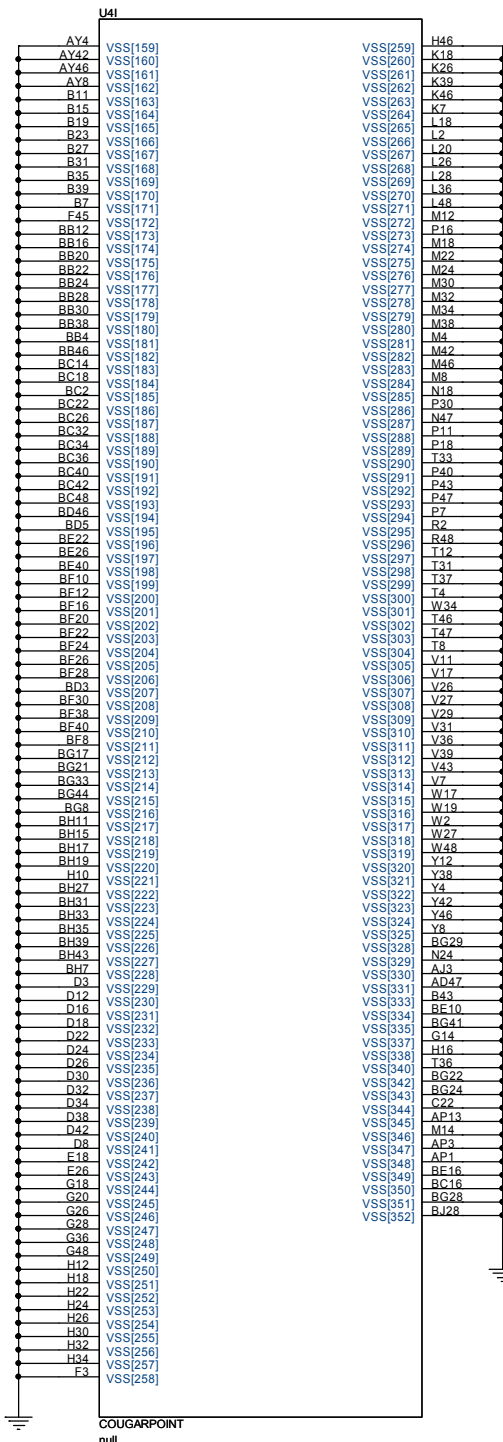 U4I
AY4 VSS[159]
AY42 VSS[160]
AY46 VSS[161]
AY8 VSS[162]
B11 VSS[163]
B15 VSS[164]
B19 VSS[165]
B23 VSS[166]
B27 VSS[167]
B31 VSS[168]
B35 VSS[169]
B39 VSS[170]
B7 VSS[171]
F45 VSS[172]
BB12 VSS[173]
BB16 VSS[174]
BB20 VSS[175]
BB22 VSS[176]
BB24 VSS[177]
BB28 VSS[178]
BB30 VSS[179]
BB38 VSS[180]
BB4 VSS[181]
BB46 VSS[182]
BC14 VSS[183]
BC18 VSS[184]
BC2 VSS[185]
BC22 VSS[186]
BC26 VSS[187]
BC32 VSS[188]
BC34 VSS[189]
BC36 VSS[190]
BC40 VSS[191]
BC42 VSS[192]
BC48 VSS[193]
BD46 VSS[194]
BD5 VSS[195]
BE22 VSS[196]
BE26 VSS[197]
BE40 VSS[198]
BF10 VSS[199]
BF12 VSS[200]
BF16 VSS[201]
BF20 VSS[202]
BF22 VSS[203]
BF24 VSS[204]
BF26 VSS[205]
BF28 VSS[206]
BD3 VSS[207]
BF30 VSS[208]
BF38 VSS[209]
BF40 VSS[210]
BF8 VSS[211]
BG17 VSS[212]
BG21 VSS[213]
BG33 VSS[214]
BG44 VSS[215]
BG8 VSS[216]
BH11 VSS[217]
BH15 VSS[218]
BH17 VSS[219]
BH19 VSS[220]
H10 VSS[221]
BH27 VSS[222]
BH31 VSS[223]
BH33 VSS[224]
BH35 VSS[225]
BH39 VSS[226]
BH43 VSS[227]
BH7 VSS[228]
D3 VSS[229]
D12 VSS[230]
D16 VSS[231]
D18 VSS[232]
D22 VSS[233]
D24 VSS[234]
D26 VSS[235]
D30 VSS[236]
D32 VSS[237]
D34 VSS[238]
D38 VSS[239]
D42 VSS[240]
D8 VSS[241]
E18 VSS[242]
E26 VSS[243]
G18 VSS[244]
G20 VSS[245]
G26 VSS[246]
G28 VSS[247]
G36 VSS[248]
G48 VSS[249]
H12 VSS[250]
H18 VSS[251]
H22 VSS[252]
H24 VSS[253]
H26 VSS[254]
H30 VSS[255]
H32 VSS[256]
H34 VSS[257]
F3 VSS[258]
VSS[259] H46
VSS[260] K18
VSS[261] K26
VSS[262] K39
VSS[263] K46
VSS[264] K7
VSS[265] L18
VSS[266] L2
VSS[267] L20
VSS[268] L26
VSS[269] L28
VSS[270] L36
VSS[271] L48
VSS[272] M12
VSS[273] P16
VSS[274] M18
VSS[275] M22
VSS[276] M24
VSS[277] M30
VSS[278] M32
VSS[279] M34
VSS[280] M38
VSS[281] M4
VSS[282] M42
VSS[283] M46
VSS[284] M8
VSS[285] N18
VSS[286] P30
VSS[287] N47
VSS[288] P11
VSS[289] P18
VSS[290] T33
VSS[291] P40
VSS[292] P43
VSS[293] P47
VSS[294] P7
VSS[295] R2
VSS[296] R48
VSS[297] T12
VSS[298] T31
VSS[299] T37
VSS[300] T4
VSS[301] W34
VSS[302] T46
VSS[303] T47
VSS[304] T8
VSS[305] V11
VSS[306] V17
VSS[307] V26
VSS[308] V27
VSS[309] V29
VSS[310] V31
VSS[311] V36
VSS[312] V39
VSS[313] V43
VSS[314] V7
VSS[315] W17
VSS[316] W19
VSS[317] W2
VSS[318] W27
VSS[319] W48
VSS[320] Y12
VSS[321] Y38
VSS[322] Y4
VSS[323] Y42
VSS[324] Y46
VSS[325] Y8
VSS[328] BG29
VSS[329] N24
VSS[330] AJ3
VSS[331] AD47
VSS[333] B43
VSS[334] BE10
VSS[335] BG41
VSS[337] G14
VSS[338] H16
VSS[340] T36
VSS[342] BG22
VSS[343] BG24
VSS[344] C22
VSS[345] AP13
VSS[346] M14
VSS[347] AP3
VSS[348] AP1
VSS[349] BE16
VSS[350] BC16
VSS[351] BG28
VSS[352] BJ28
COUGARPOINT
null